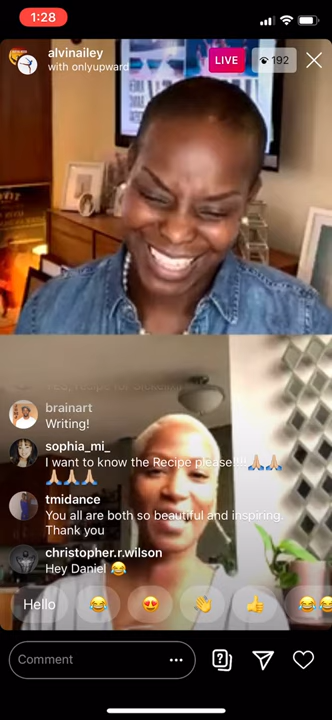 1:28
alvinailey
with onlyupward
LIVE
192
brainart
Writing!
sophia_mi_
I want to know the Recipe please!!!! 🙏🏼🙏🏼
🙏🏼🙏🏼🙏🏼
tmidance
You all are both so beautiful and inspiring.
Thank you
christopher.r.wilson
Hey Daniel 😂
Hello 😂 😍 👋 👍 😂😂
Comment